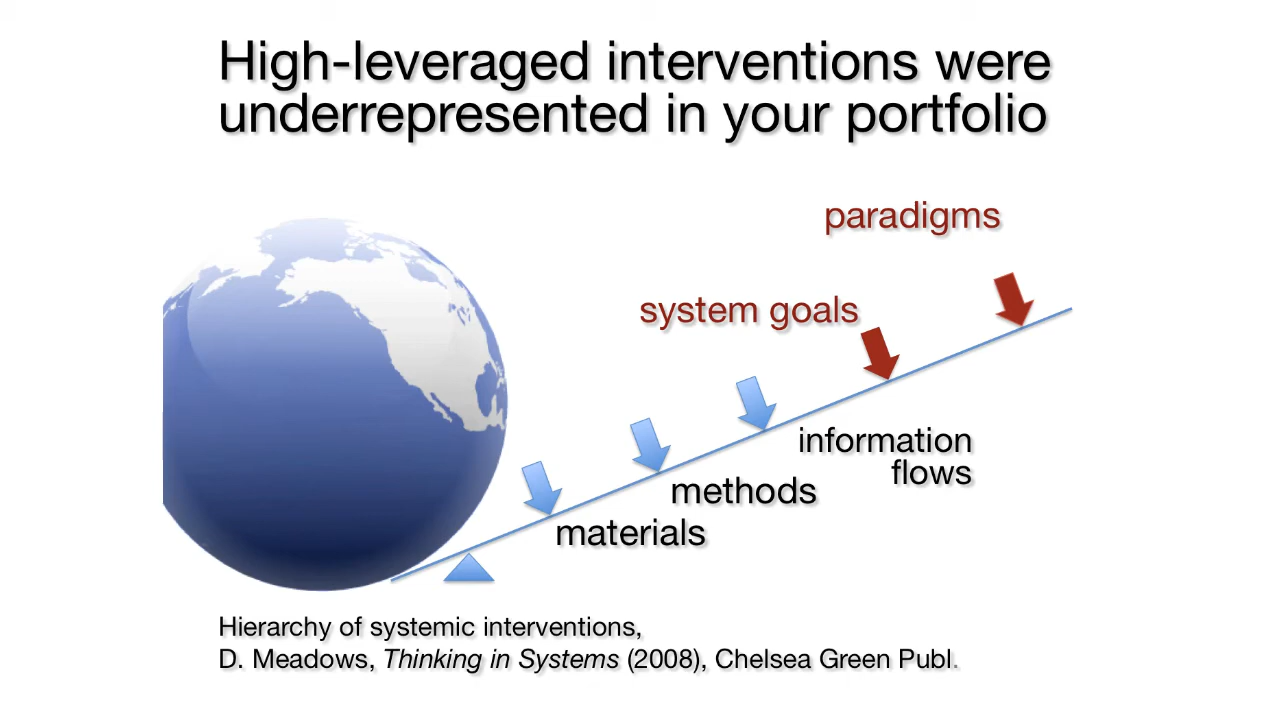 High-leveraged interventions were
underrepresented in your portfolio
paradigms
system goals
information
flows
methods
materials
Hierarchy of systemic interventions,
D. Meadows, Thinking in Systems (2008), Chelsea Green Publ.